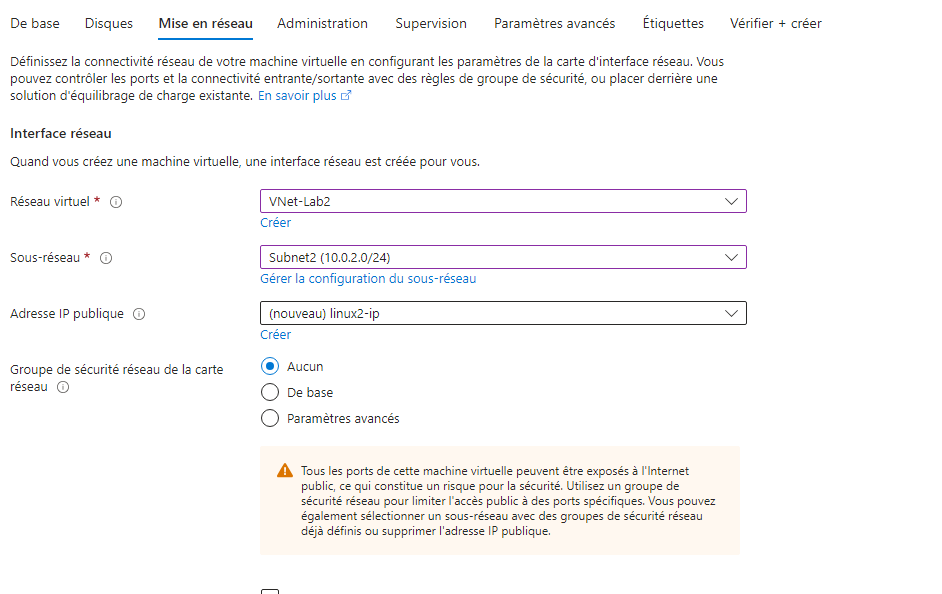 De base Disques Mise en réseau Administration Supervision Paramètres avancés Étiquettes Vérifier + créer
Définissez la connectivité réseau de votre machine virtuelle en configurant les paramètres de la carte d'interface réseau. Vous
pouvez contrôler les ports et la connectivité entrante/sortante avec des règles de groupe de sécurité, ou placer derrière une
solution d'équilibrage de charge existante. En savoir plus
Interface réseau
Quand vous créez une machine virtuelle, une interface réseau est créée pour vous.
Réseau virtuel *
VNet-Lab2
Créer
Sous-réseau *
Subnet2 (10.0.2.0/24)
Gérer la configuration du sous-réseau
Adresse IP publique
(nouveau) linux2-ip
Créer
Groupe de sécurité réseau de la carte
réseau
Aucun
De base
Paramètres avancés
Tous les ports de cette machine virtuelle peuvent être exposés à l'Internet
public, ce qui constitue un risque pour la sécurité. Utilisez un groupe de
sécurité réseau pour limiter l'accès public à des ports spécifiques. Vous pouvez
également sélectionner un sous-réseau avec des groupes de sécurité réseau
déjà définis ou supprimer l'adresse IP publique.